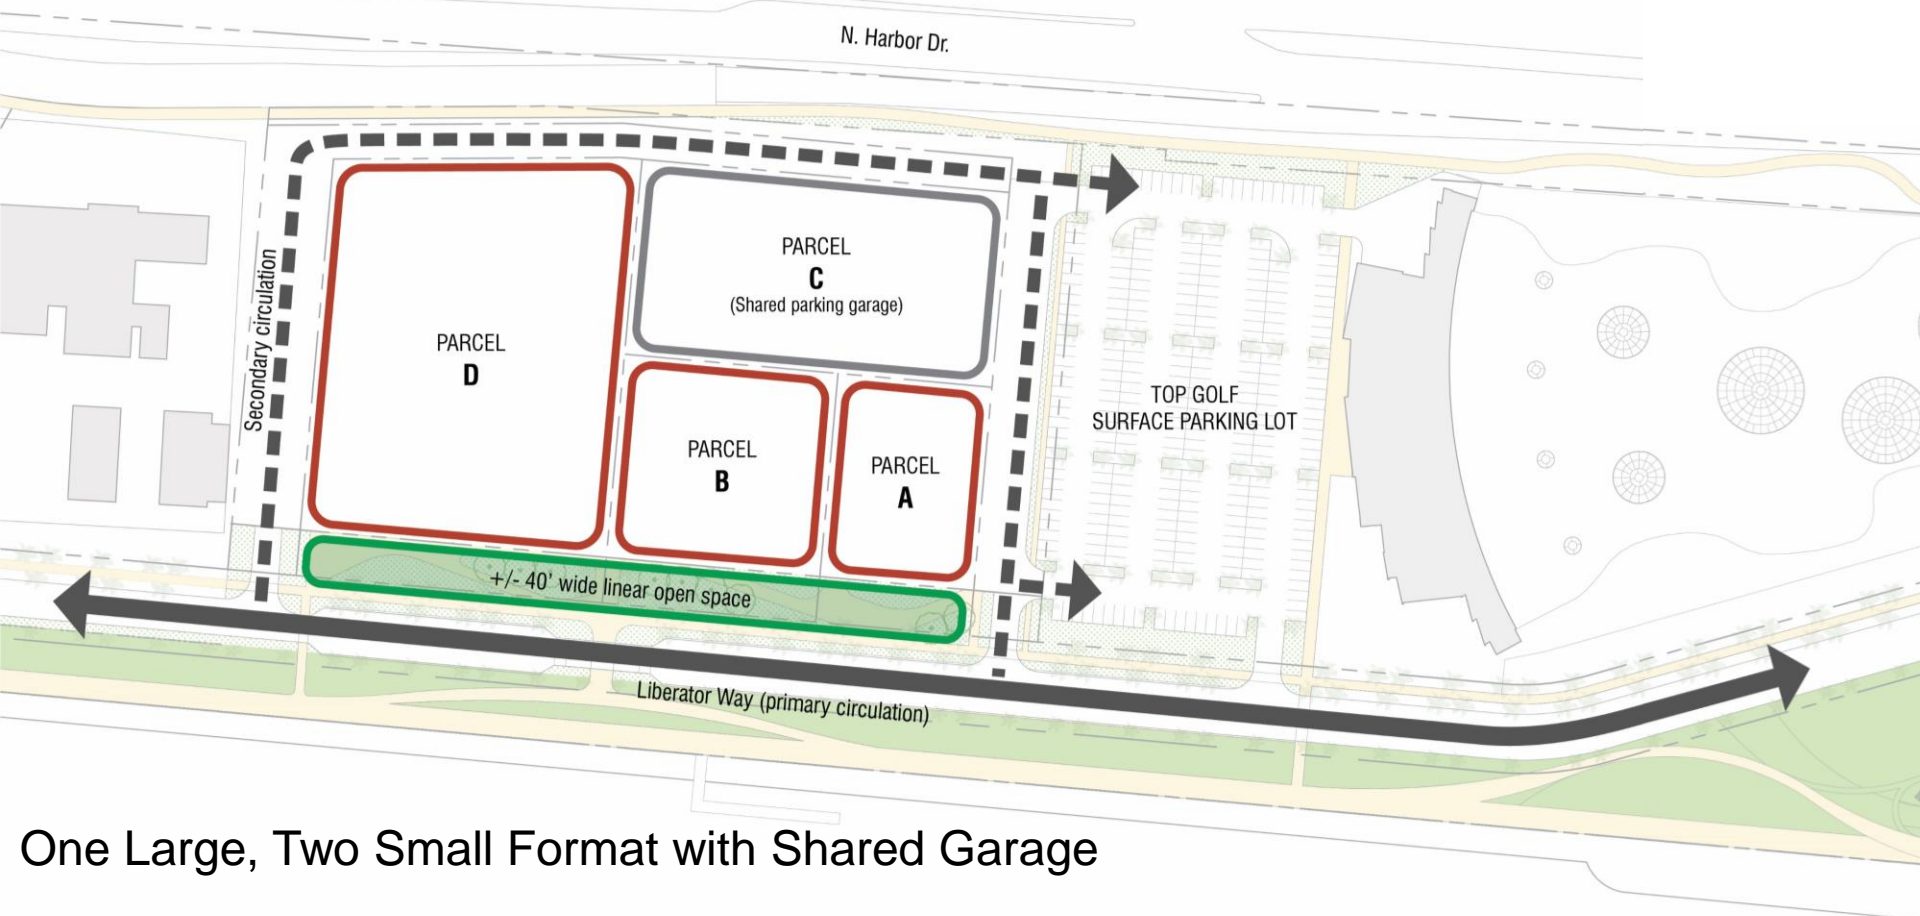 N. Harbor Dr.
Secondary circulation
PARCEL
D
PARCEL
C
(Shared parking garage)
PARCEL
B
PARCEL
A
TOP GOLF
SURFACE PARKING LOT
+/- 40' wide linear open space
Liberator Way (primary circulation)
One Large, Two Small Format with Shared Garage